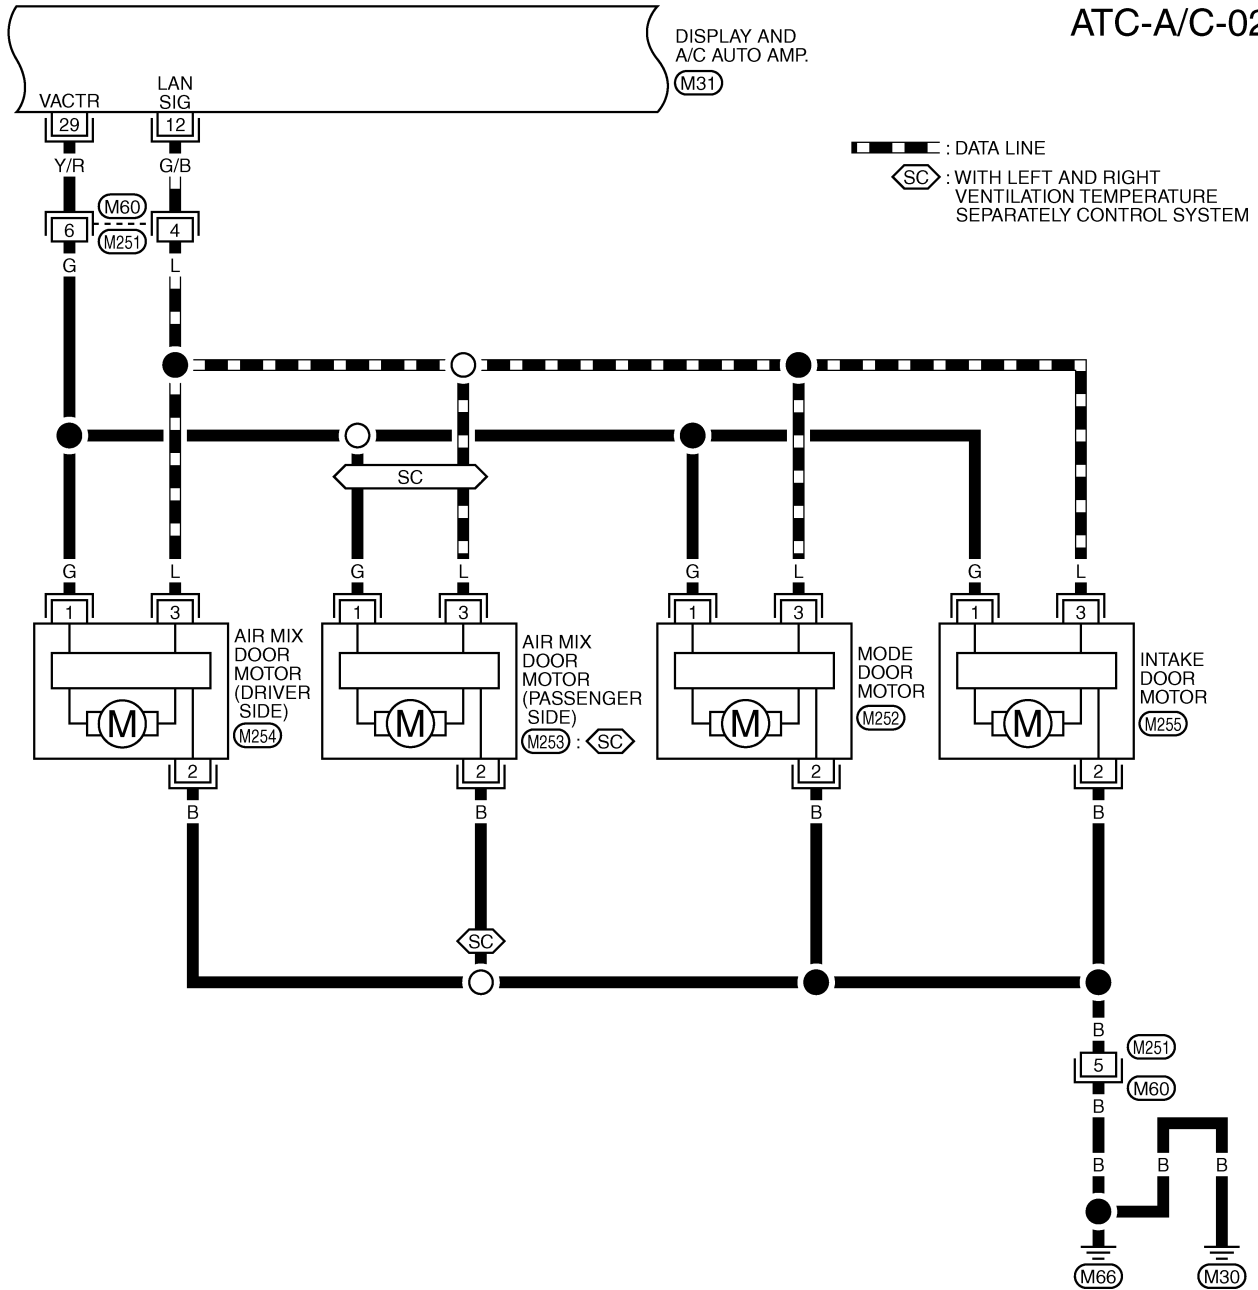 ATC-A/C-02
DISPLAY AND
A/C AUTO AMP.
M31
VACTR
LAN
SIG
29
12
Y/R
G/B
: DATA LINE
SC : WITH LEFT AND RIGHT
VENTILATION TEMPERATURE
SEPARATELY CONTROL SYSTEM
M60
6
4
M251
G
L
SC
G
L
G
L
G
L
G
L
1
3
1
3
1
3
1
3
AIR MIX
DOOR
MOTOR
(DRIVER
SIDE)
M254
AIR MIX
DOOR
MOTOR
(PASSENGER
SIDE)
M253 : SC
MODE
DOOR
MOTOR
M252
INTAKE
DOOR
MOTOR
M255
M
M
M
M
2
2
2
2
B
B
B
B
SC
B
M251
5
M60
B
B
B
B
M66
M30